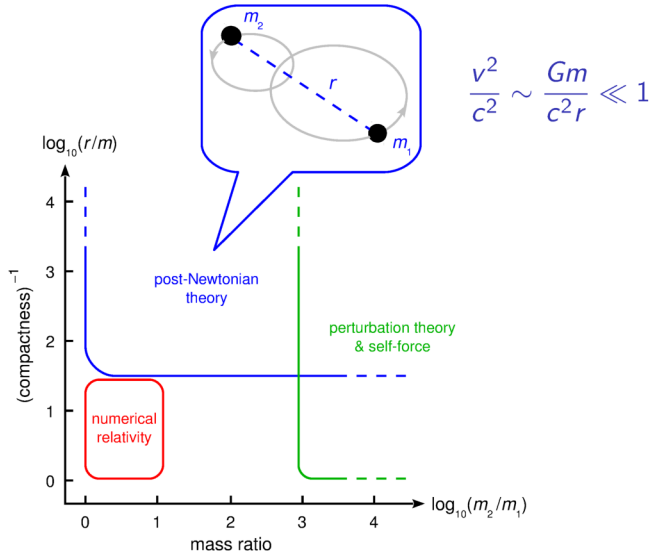 m₂
r
m₁
v²/c² ∼ Gm/c²r ≪ 1
log₁₀(r/m)
(compactness)⁻¹
4
3
2
1
0
post-Newtonian
theory
perturbation theory
& self-force
numerical
relativity
0
1
2
3
4
log₁₀(m₂/m₁)
mass ratio